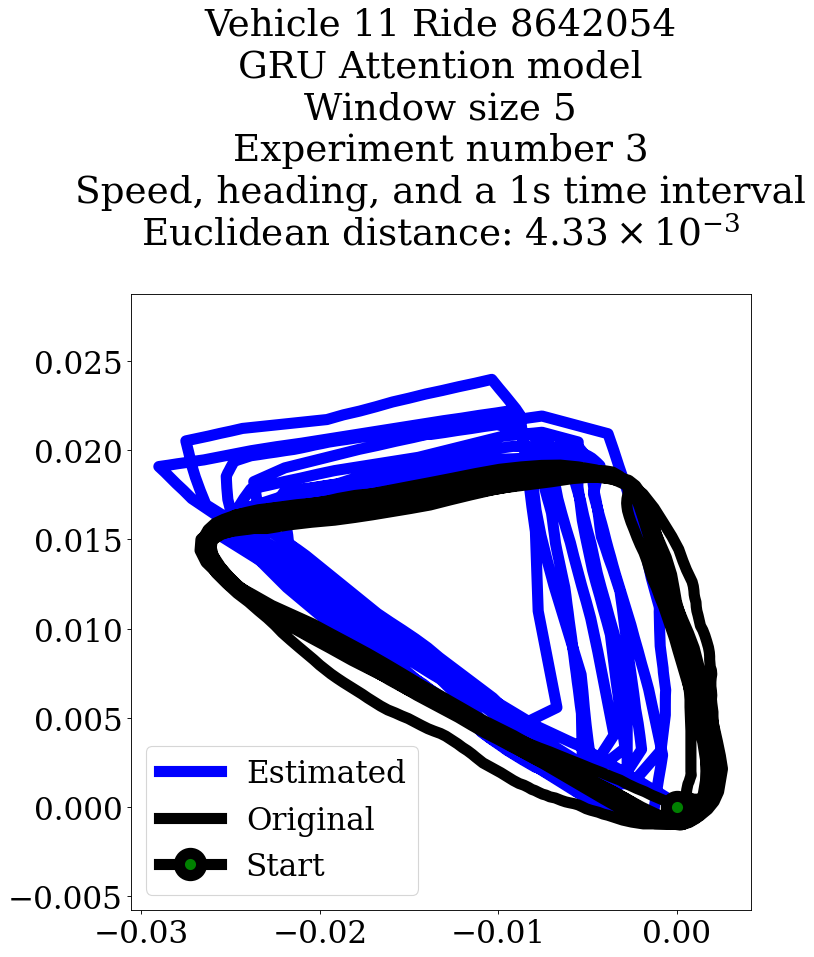 Vehicle 11 Ride 8642054
GRU Attention model
Window size 5
Experiment number 3
Speed, heading, and a 1s time interval
Euclidean distance: 4.33 × 10⁻³
0.025
0.020
0.015
0.010
0.005
0.000
−0.005
Estimated
Original
Start
−0.03
−0.02
−0.01
0.00